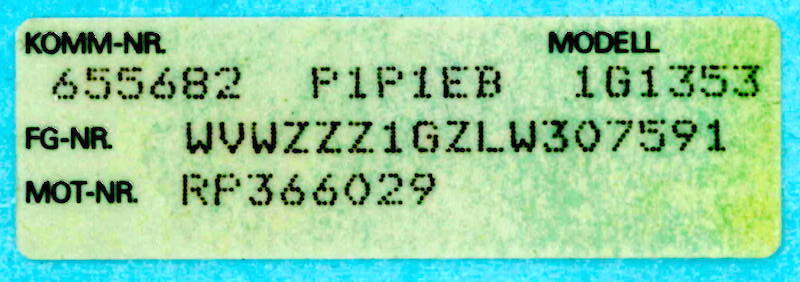 KOMM-NR. MODELL
655682 P1P1EB 1G1353
FG-NR. WVWZZZ1GZLW307591
MOT-NR. RP366029